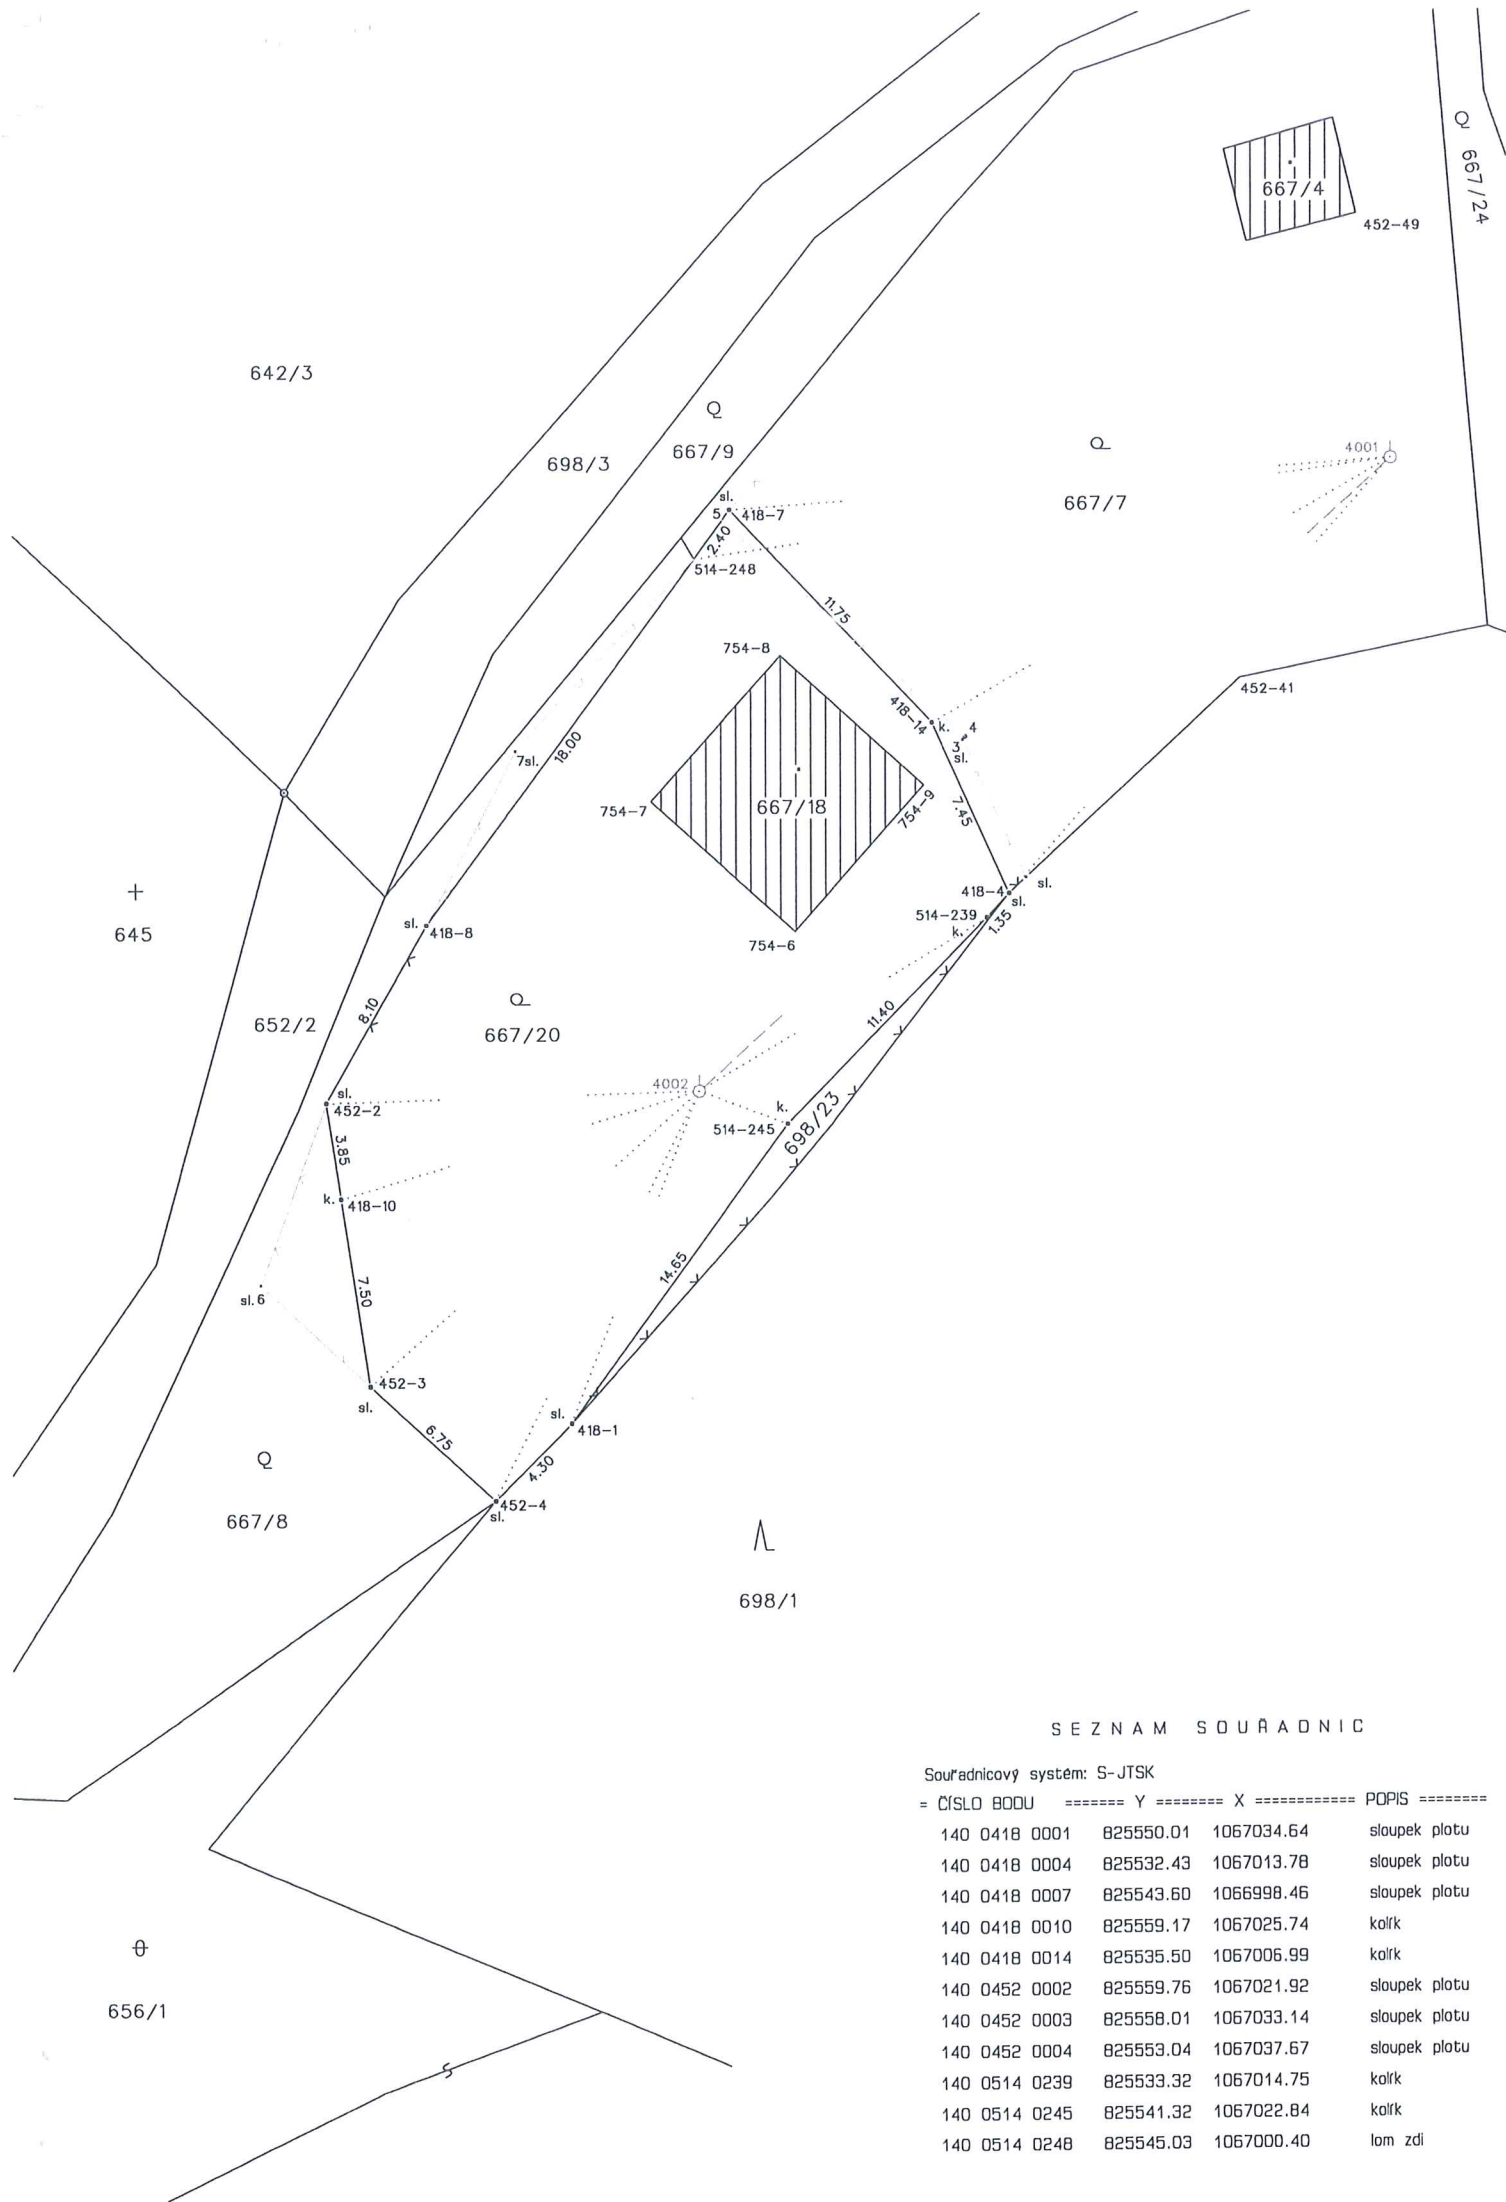 Q 667/24
667/4
452-49
642/3
Q
667/9
698/3
4001
667/7
sl.
5
418-7
2.40
514-248
11.75
754-8
452-41
418-14
k.
4
3
sl.
18.00
7sl.
754-7
667/18
754-9
7.45
sl.
418-4
sl.
514-239
k.
1.35
645
sl.
418-8
754-6
8.10
652/2
667/20
11.40
4002
sl.
452-2
k.
514-245
698/23
3.85
k.
418-10
14.65
7.50
sl. 6
452-3
sl.
sl.
418-1
6.75
4.30
Q
667/8
452-4
sl.
698/1
SEZNAM SOUŘADNIC
Souřadnicový systém: S-JTSK
= ČÍSLO BODU ======= Y ======== X ============ POPIS ========
140 0418 0001 825550.01 1067034.64 sloupek plotu
140 0418 0004 825532.43 1067013.78 sloupek plotu
140 0418 0007 825543.60 1066998.46 sloupek plotu
140 0418 0010 825559.17 1067025.74 kolík
140 0418 0014 825535.50 1067006.99 kolík
140 0452 0002 825559.76 1067021.92 sloupek plotu
140 0452 0003 825558.01 1067033.14 sloupek plotu
140 0452 0004 825553.04 1067037.67 sloupek plotu
140 0514 0239 825533.32 1067014.75 kolík
140 0514 0245 825541.32 1067022.84 kolík
140 0514 0248 825545.03 1067000.40 lom zdi
656/1